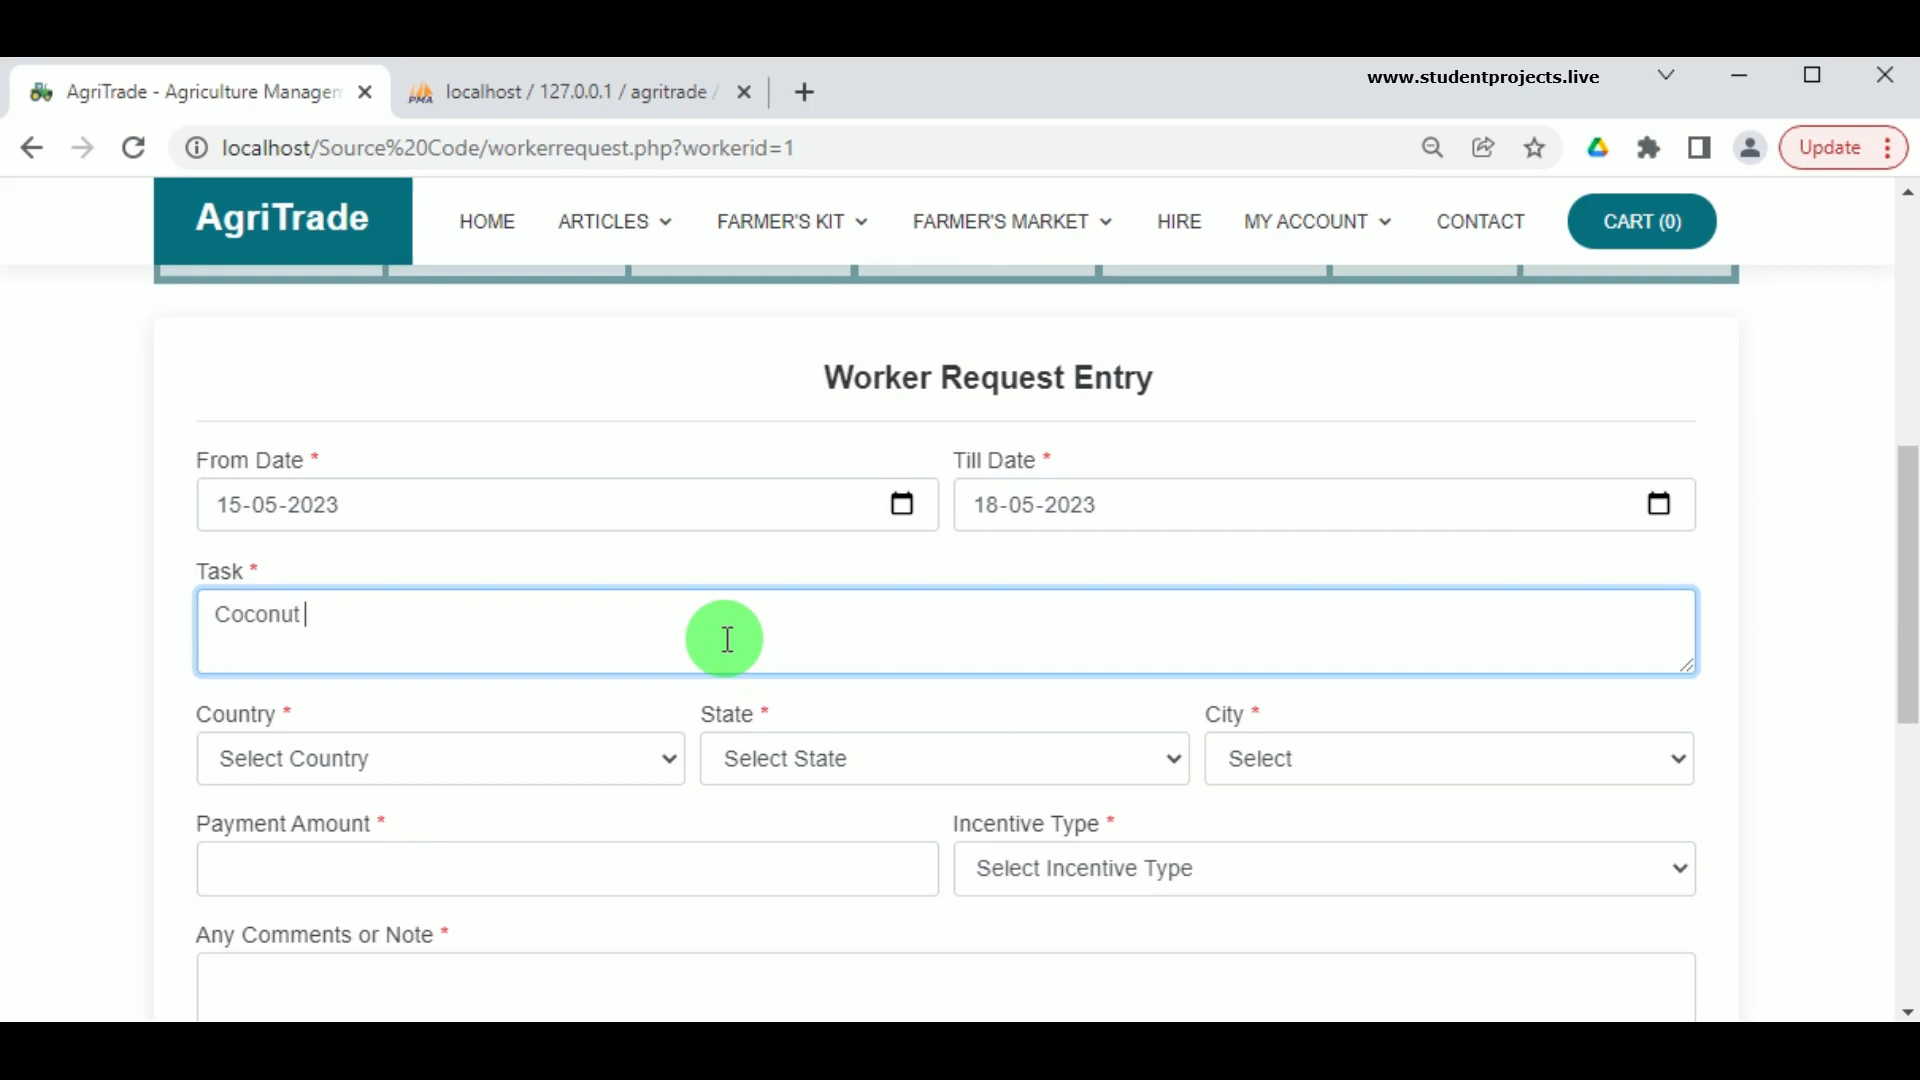 www.studentprojects.live
AgriTrade - Agriculture Managen
localhost / 127.0.0.1 / agritrade /
localhost/Source%20Code/workerrequest.php?workerid=1
Update
AgriTrade
HOME
ARTICLES
FARMER'S KIT
FARMER'S MARKET
HIRE
MY ACCOUNT
CONTACT
CART (0)
Worker Request Entry
From Date *
Till Date *
15-05-2023
18-05-2023
Task *
Coconut
Country *
State *
City *
Select Country
Select State
Select
Payment Amount *
Incentive Type *
Select Incentive Type
Any Comments or Note *